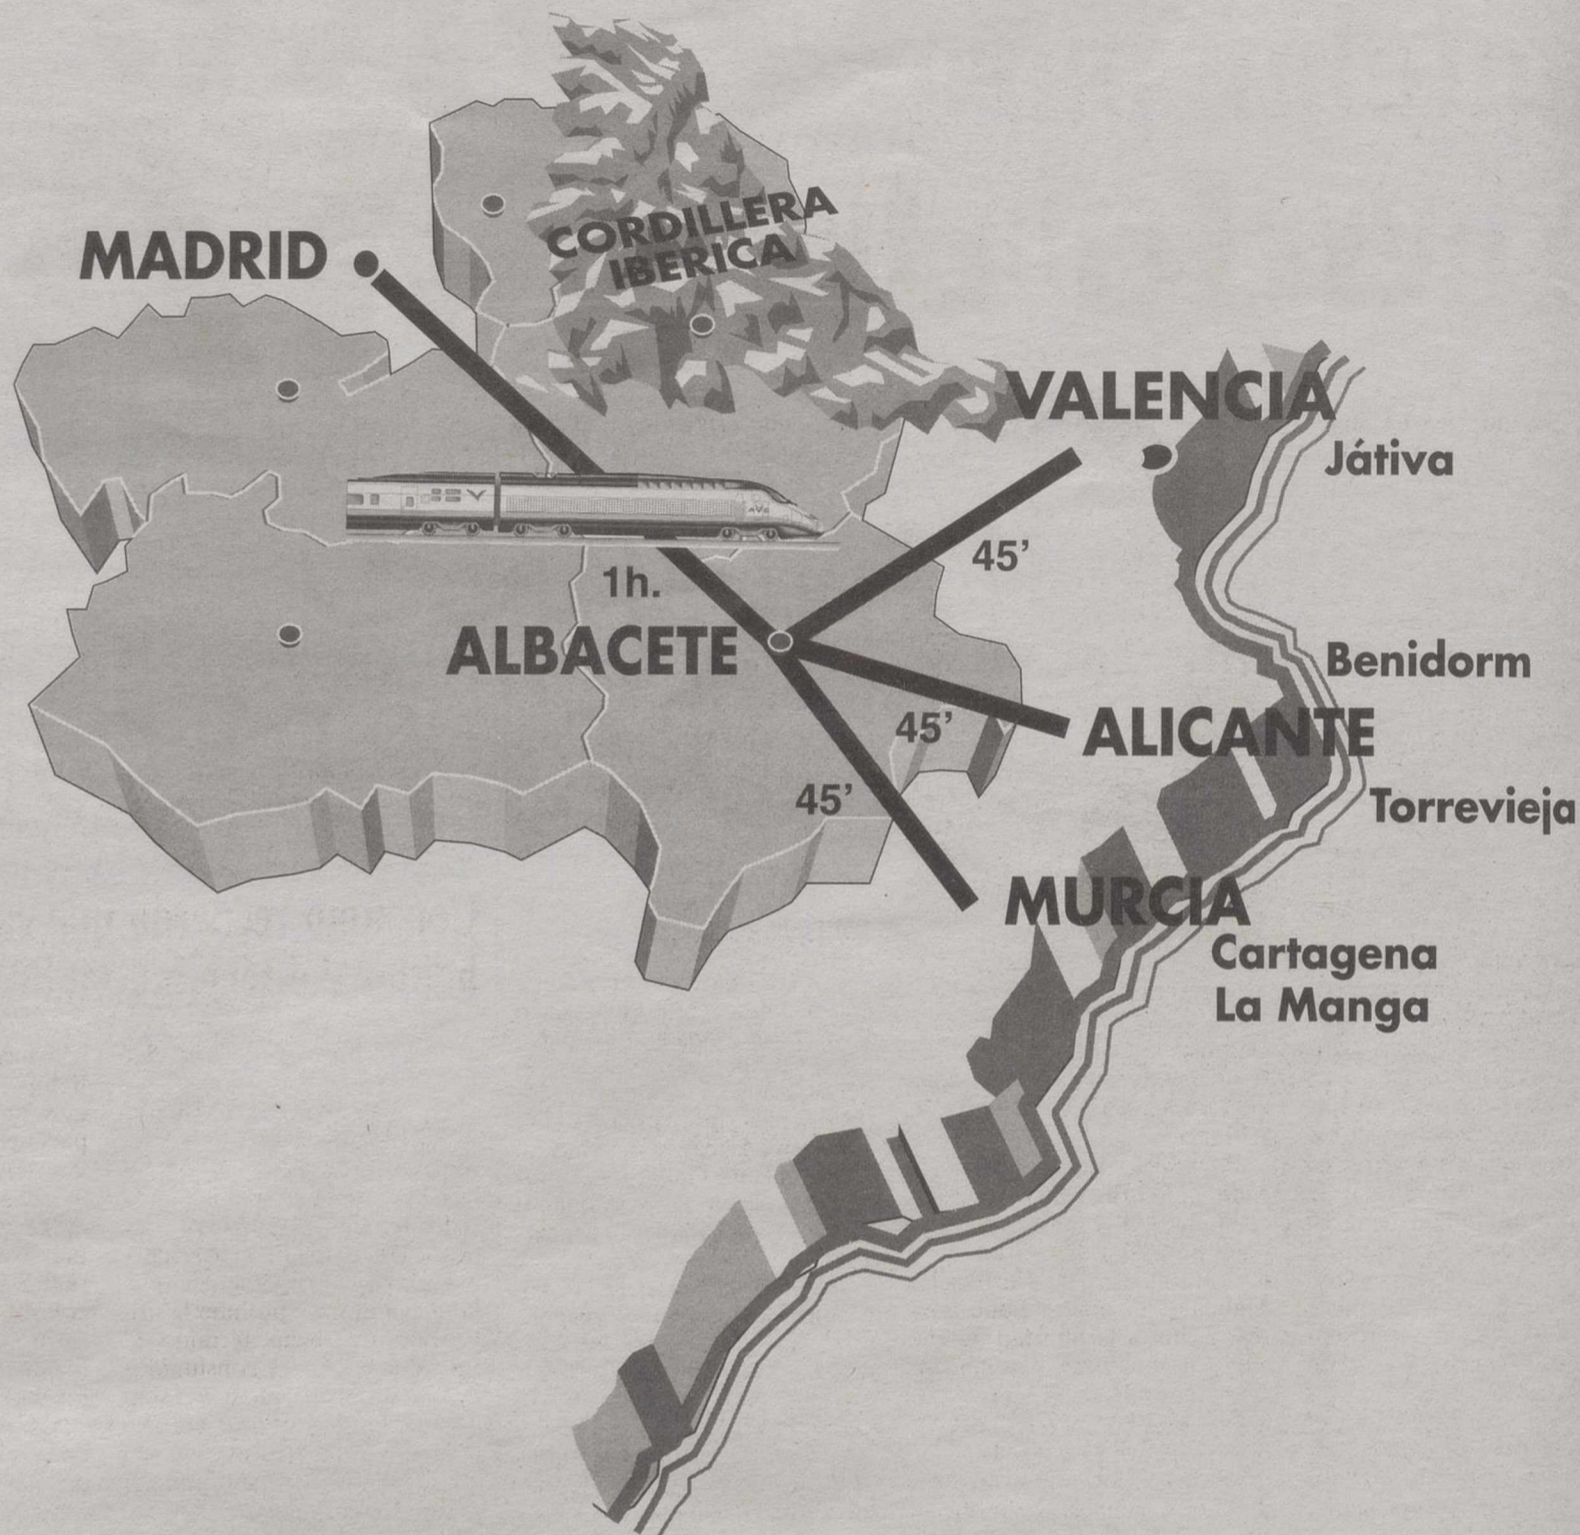 CORDILLERA
IBERICA
MADRID
VALENCIA
Játiva
45’
1h.
ALBACETE
Benidorm
45’
ALICANTE
45’
Torrevieja
MURCIA
Cartagena
La Manga